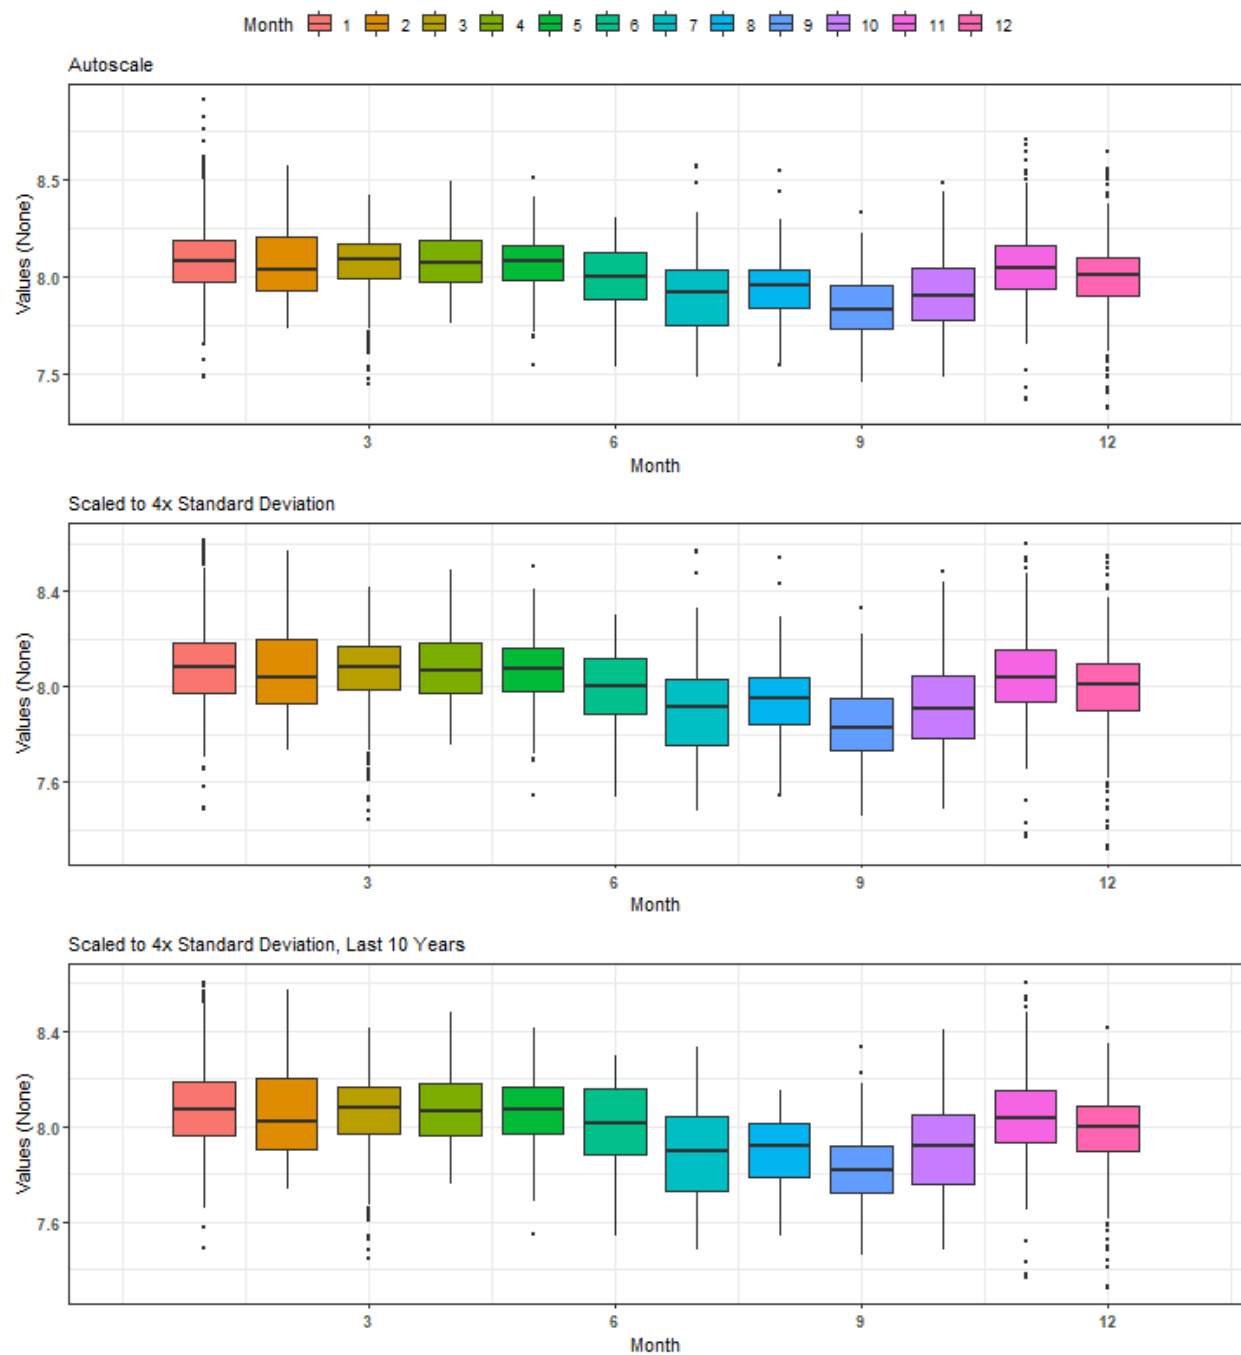 Month 1 2 3 4 5 6 7 8 9 10 11 12
Autoscale
Values (None)
8.5
8.0
7.5
3 6 9 12
Month
Scaled to 4x Standard Deviation
Values (None)
8.4
8.0
7.6
3 6 9 12
Month
Scaled to 4x Standard Deviation, Last 10 Years
Values (None)
8.4
8.0
7.6
3 6 9 12
Month